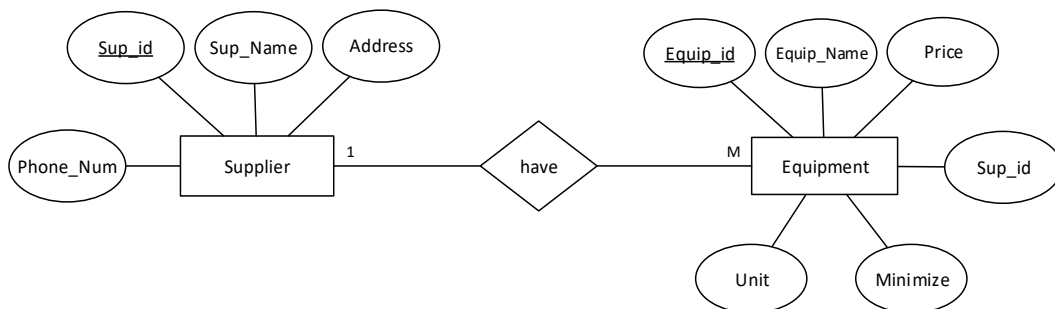 Sup_id
Sup_Name
Address
Equip_id
Equip_Name
Price
Phone_Num
Supplier
1
have
M
Equipment
Sup_id
Unit
Minimize